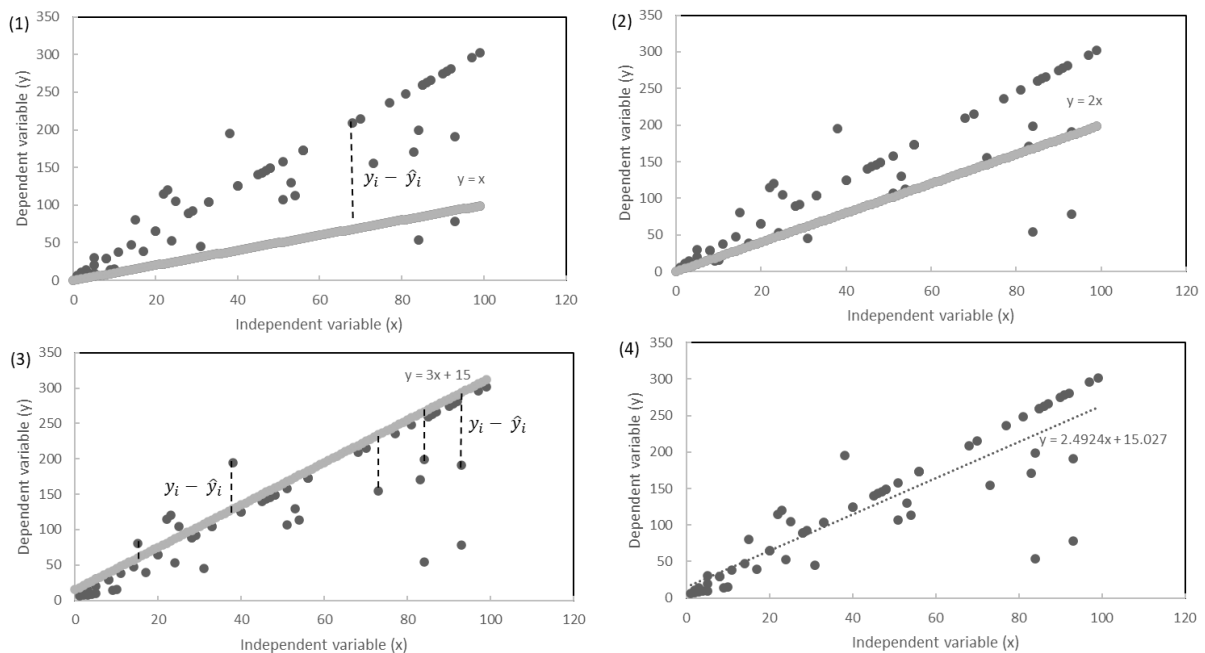 (1)
Dependent variable (y)
350
300
250
200
150
100
50
0
y_i − ŷ_i
y = x
0 20 40 60 80 100 120
Independent variable (x)
(2)
Dependent variable (y)
350
300
250
200
150
100
50
0
y = 2x
0 20 40 60 80 100 120
Independent variable (x)
(3)
Dependent variable (y)
350
300
250
200
150
100
50
0
y = 3x + 15
y_i − ŷ_i
y_i − ŷ_i
0 20 40 60 80 100 120
Independent variable (x)
(4)
Dependent variable (y)
350
300
250
200
150
100
50
0
y = 2.4924x + 15.027
0 20 40 60 80 100 120
Independent variable (x)